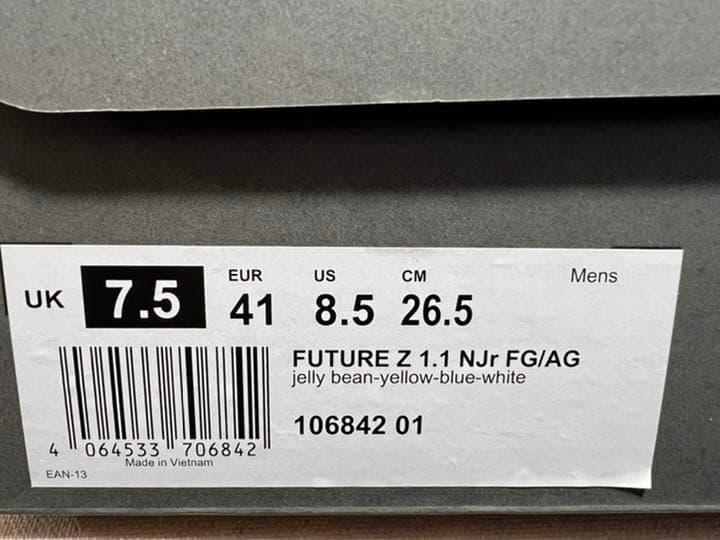 UK 7.5
EUR 41
US 8.5
CM 26.5
Mens
FUTURE Z 1.1 NJr FG/AG
jelly bean-yellow-blue-white
106842 01
4 064533 706842
Made in Vietnam
EAN-13